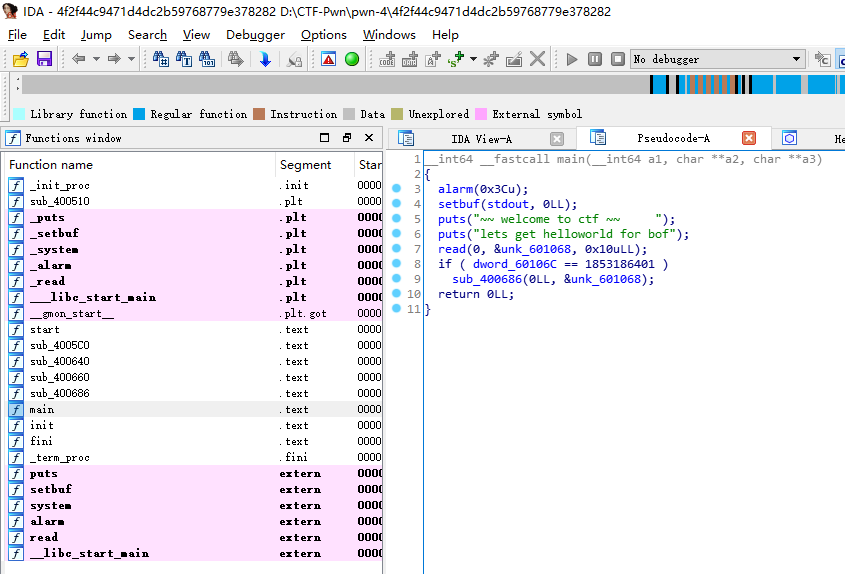 IDA - 4f2f44c9471d4dc2b59768779e378282 D:\CTF-Pwn\pwn-4\4f2f44c9471d4dc2b59768779e378282
File Edit Jump Search View Debugger Options Windows Help
No debugger
Library function Regular function Instruction Data Unexplored External symbol
Functions window
IDA View-A Pseudocode-A He
Function name Segment Star
_init_proc .init 0000
sub_400510 .plt 0000
_puts .plt 0000
_setbuf .plt 0000
_system .plt 0000
_alarm .plt 0000
_read .plt 0000
___libc_start_main .plt 0000
__gmon_start__ .plt.got 0000
start .text 0000
sub_4005C0 .text 0000
sub_400640 .text 0000
sub_400660 .text 0000
sub_400686 .text 0000
main .text 0000
init .text 0000
fini .text 0000
_term_proc .fini 0000
puts extern 0000
setbuf extern 0000
system extern 0000
alarm extern 0000
read extern 0000
__libc_start_main extern 0000
1 __int64 __fastcall main(__int64 a1, char **a2, char **a3)
2 {
3 alarm(0x3Cu);
4 setbuf(stdout, 0LL);
5 puts("~~ welcome to ctf ~~     ");
6 puts("lets get helloworld for bof");
7 read(0, &unk_601068, 0x10uLL);
8 if ( dword_60106C == 1853186401 )
9 sub_400686(0LL, &unk_601068);
10 return 0LL;
11 }